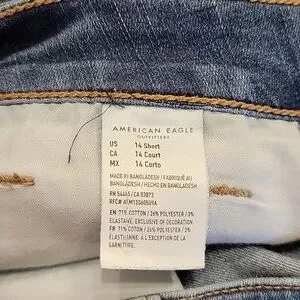 AMERICAN EAGLE
OUTFITTERS
US 14 Short
CA 14 Court
MX 14 Corto
MADE IN BANGLADESH / FABRIQUÉ AU
BANGLADESH / HECHO EN BANGLADESH
RN 54465 / CA 03873
EN 71% COTTON / 26% POLYESTER / 3%
ELASTANE. EXCLUSIVE OF DECORATION
FR 71% COTON / 26% POLYESTER / 3%
ÉLASTHANNE. À L'EXCEPTION DE LA
GARNITURE.